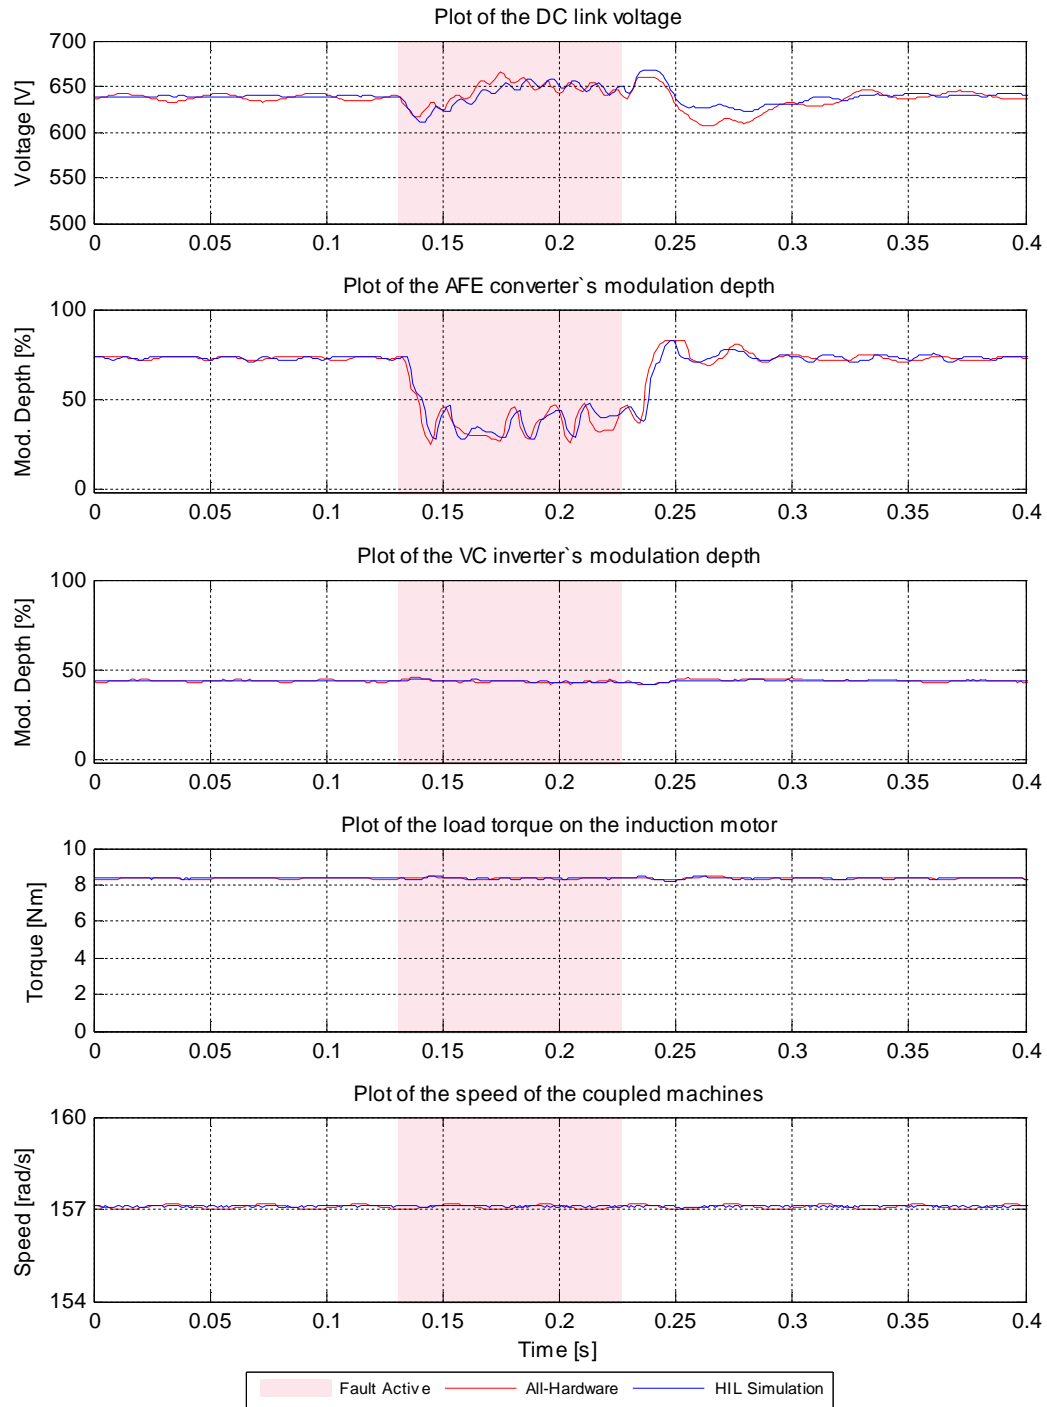 Plot of the DC link voltage
700
650
600
550
500
Voltage [V]
0 0.05 0.1 0.15 0.2 0.25 0.3 0.35 0.4
Plot of the AFE converter`s modulation depth
100
50
0
Mod. Depth [%]
0 0.05 0.1 0.15 0.2 0.25 0.3 0.35 0.4
Plot of the VC inverter`s modulation depth
100
50
0
Mod. Depth [%]
0 0.05 0.1 0.15 0.2 0.25 0.3 0.35 0.4
Plot of the load torque on the induction motor
10
8
6
4
2
0
Torque [Nm]
0 0.05 0.1 0.15 0.2 0.25 0.3 0.35 0.4
Plot of the speed of the coupled machines
160
157
154
Speed [rad/s]
0 0.05 0.1 0.15 0.2 0.25 0.3 0.35 0.4
Time [s]
Fault Active All-Hardware HIL Simulation